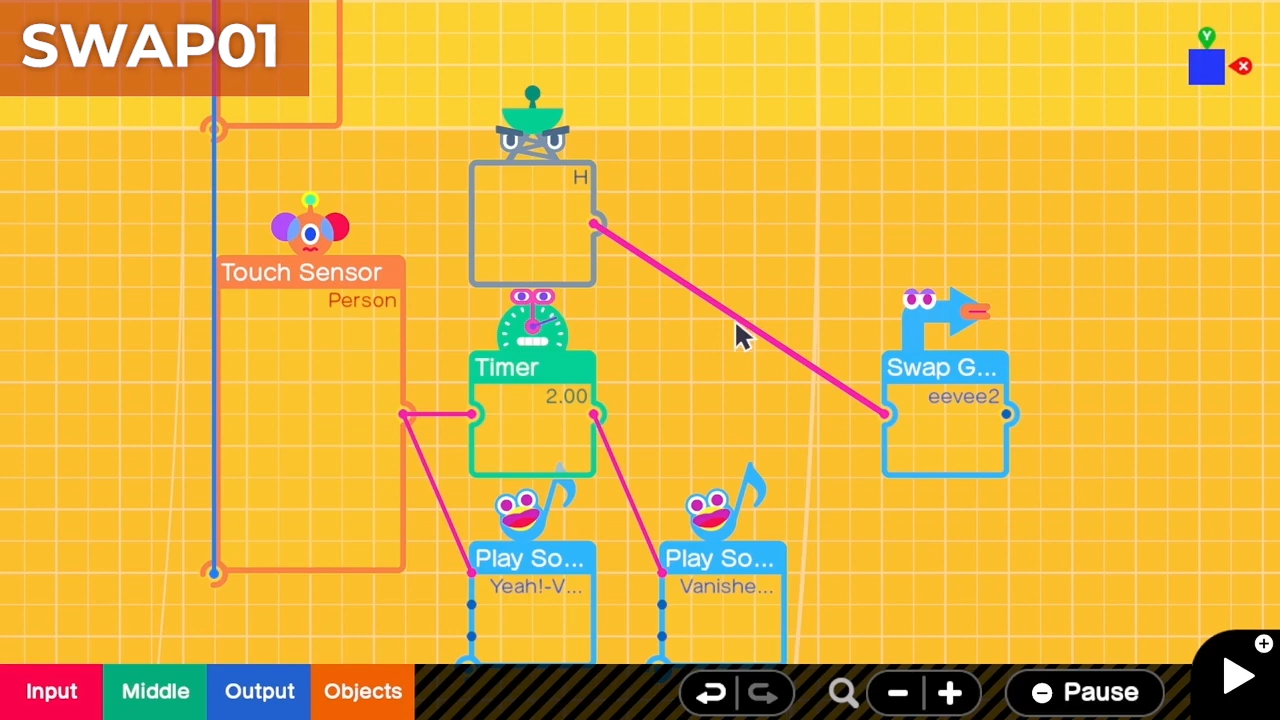 SWAP01
Y
X
H
Touch Sensor
Person
Timer
2.00
Swap G...
eevee2
Play So...
Yeah!-V...
Play So...
Vanishe...
Input
Middle
Output
Objects
Pause